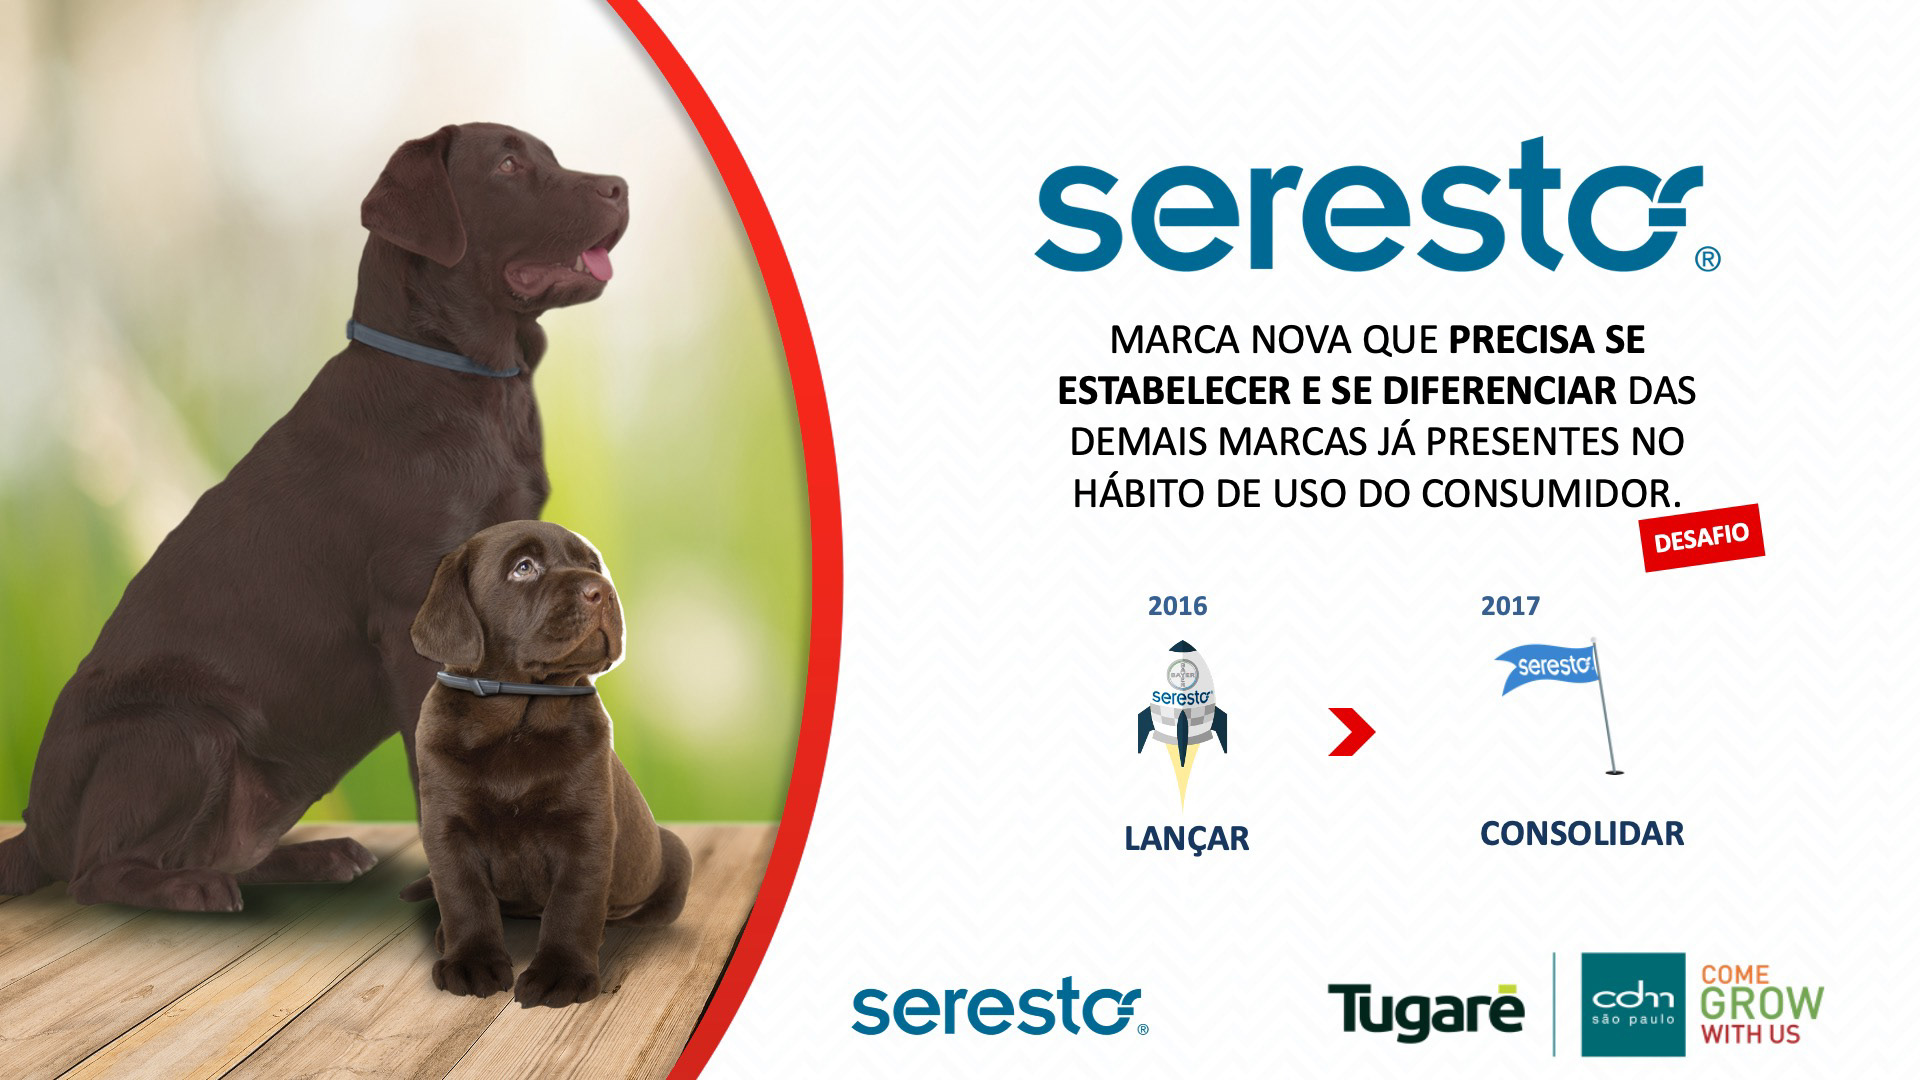 seresto®
MARCA NOVA QUE PRECISA SE
ESTABELECER E SE DIFERENCIAR DAS
DEMAIS MARCAS JÁ PRESENTES NO
HÁBITO DE USO DO CONSUMIDOR.
DESAFIO
2016
2017
BAYER
seresto
seresto
LANÇAR
CONSOLIDAR
seresto®
Tugarē
cdm
são paulo
COME
GROW
WITH US